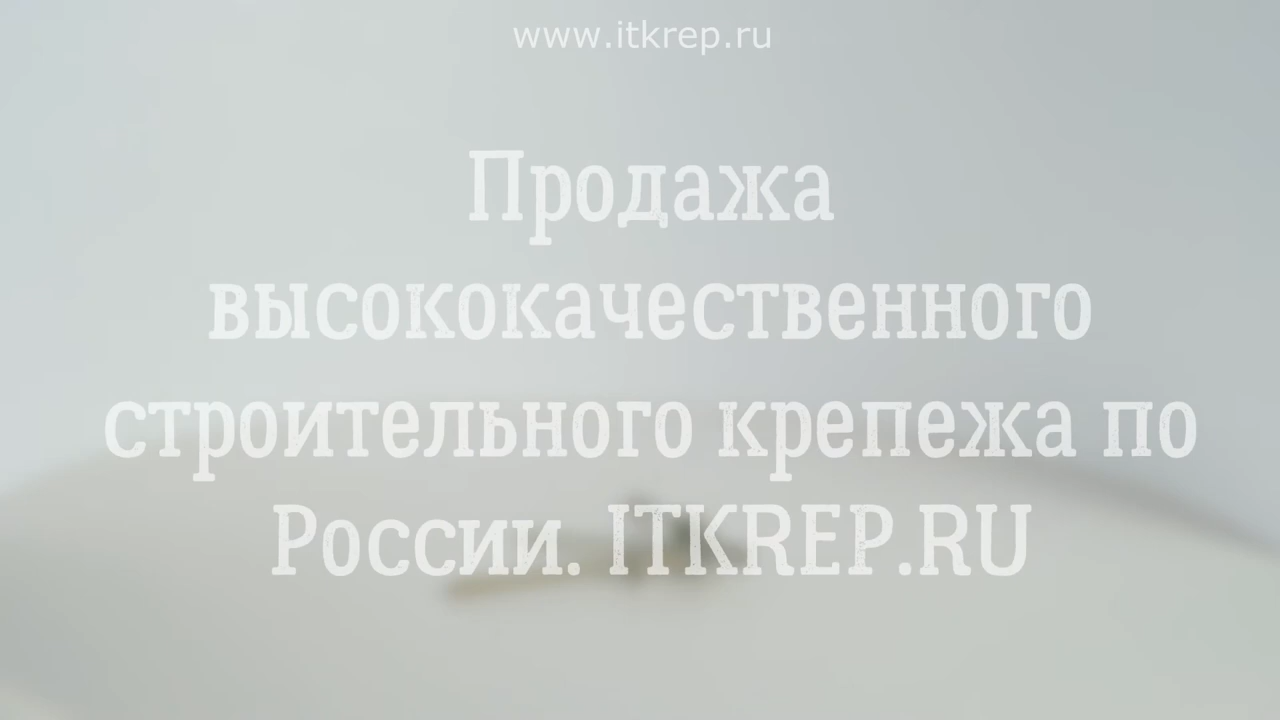 www.itkrep.ru
Продажа
высококачественного
строительного крепежа по
России. ITKREP.RU